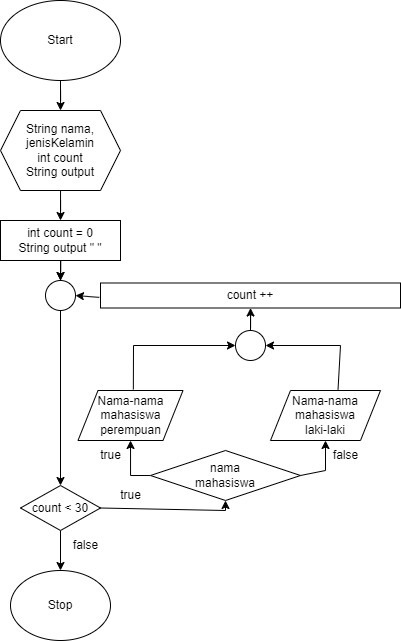 Start
String nama,
jenisKelamin
int count
String output
int count = 0
String output " "
count ++
Nama-nama
mahasiswa
perempuan
Nama-nama
mahasiswa
laki-laki
true
false
nama
mahasiswa
count < 30
true
false
Stop